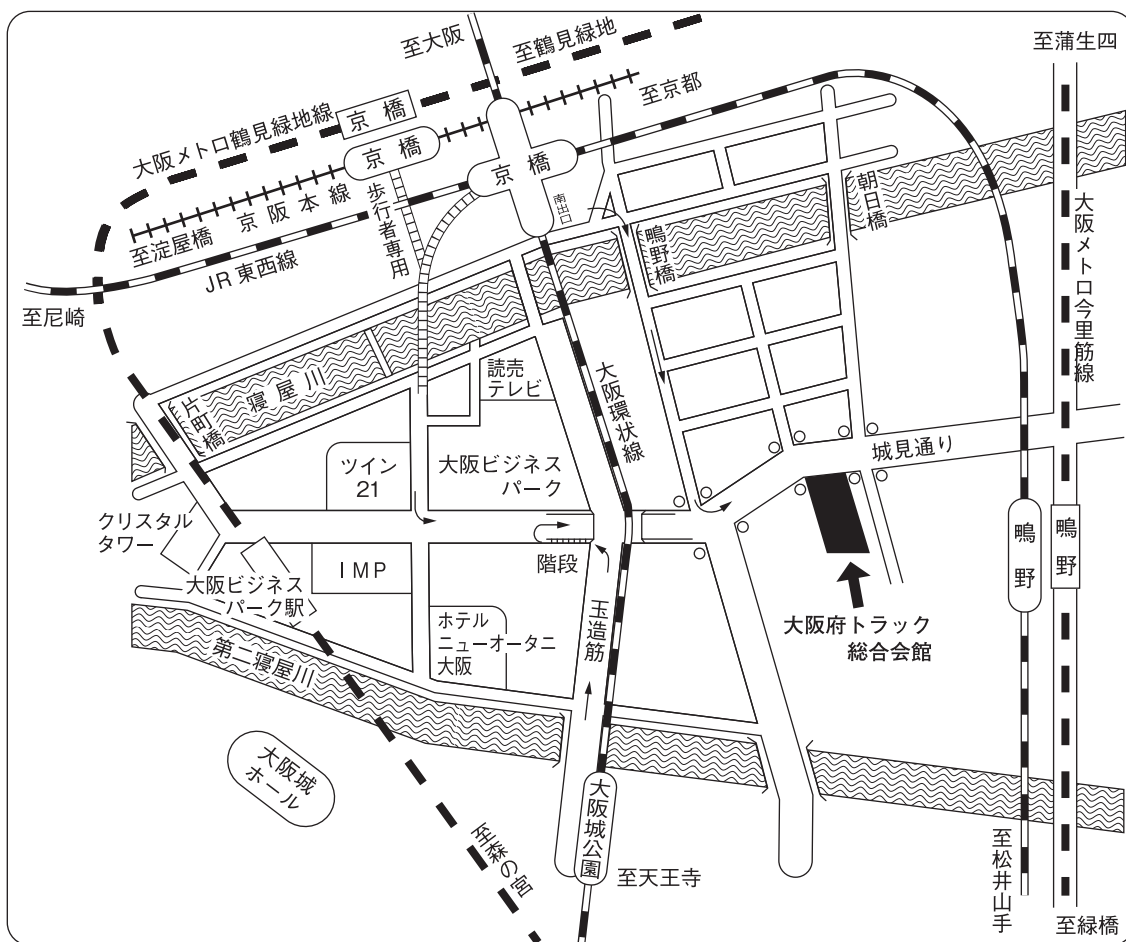 至大阪
至鶴見緑地
至蒲生四
大阪メトロ鶴見緑地線
京橋
京橋
京橋
至京都
至淀屋橋
京阪本線
歩行者専用
南出口
鴫野橋
朝日橋
JR東西線
至尼崎
大阪メトロ今里筋線
片町橋
寝屋川
読売
テレビ
大阪環状線
ツイン
21
大阪ビジネス
パーク
城見通り
クリスタル
タワー
階段
鴫野
鴫野
IMP
大阪ビジネス
パーク駅
ホテル
ニューオータニ
大阪
玉造筋
大阪府トラック
総合会館
第二寝屋川
大阪城
ホール
至森の宮
大阪城公園
至天王寺
至松井山手
至緑橋